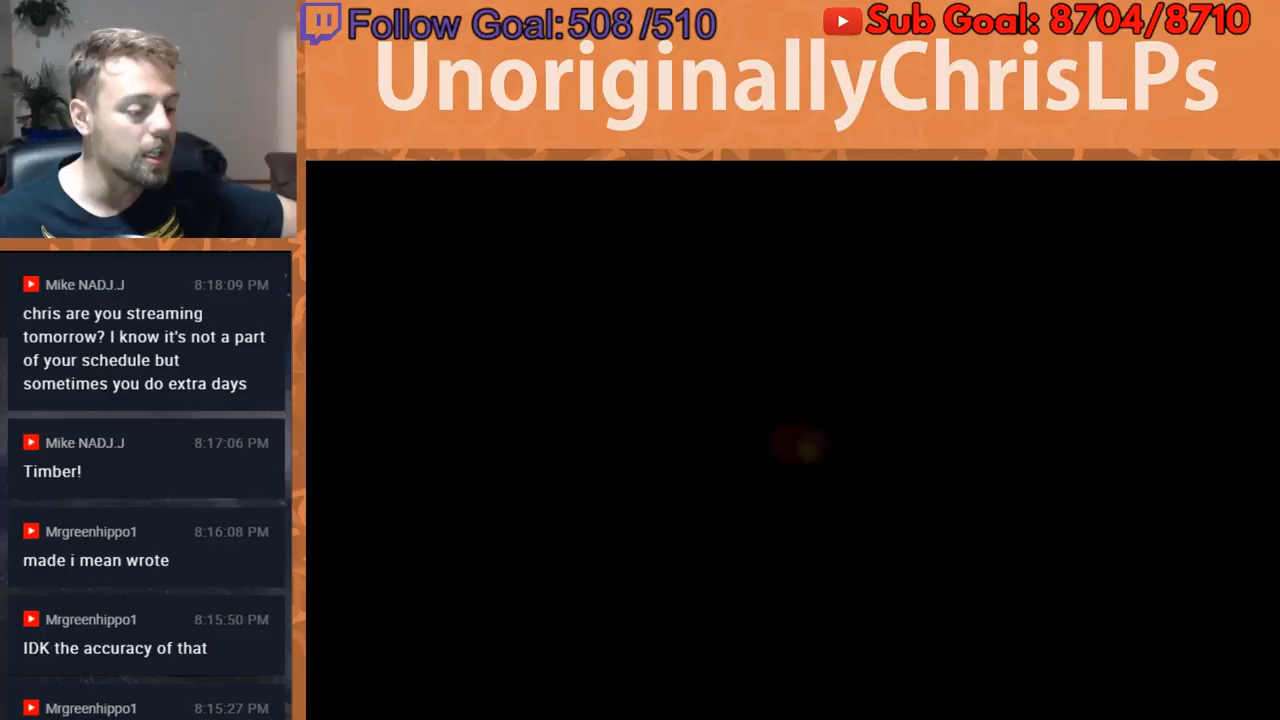 Follow Goal: 508 /510
Sub Goal: 8704/8710
UnoriginallyChrisLPs
Mike NADJ.J 8:18:09 PM
chris are you streaming
tomorrow? I know it's not a part
of your schedule but
sometimes you do extra days
Mike NADJ.J 8:17:06 PM
Timber!
Mrgreenhippo1 8:16:08 PM
made i mean wrote
Mrgreenhippo1 8:15:50 PM
IDK the accuracy of that
Mrgreenhippo1 8:15:27 PM